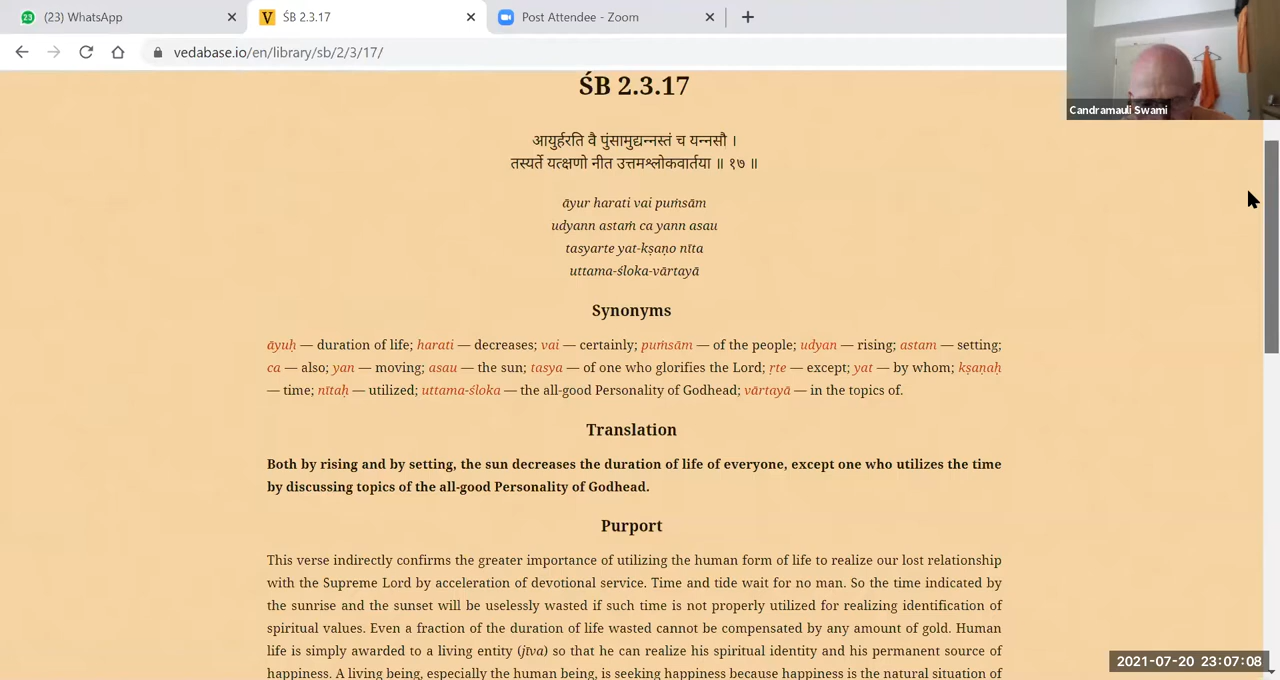 (23) WhatsApp
ŚB 2.3.17
Post Attendee - Zoom
vedabase.io/en/library/sb/2/3/17/
Candramauli Swami
ŚB 2.3.17
आयुर्हरति वै पुंसामुद्यन्नस्तं च यन्नसौ ।
तस्यर्ते यत्क्षणो नीत उत्तमश्लोकवार्तया ॥ १७ ॥
āyur harati vai puṁsām
udyann astaṁ ca yann asau
tasyarte yat-kṣaṇo nīta
uttama-śloka-vārtayā
Synonyms
āyuḥ — duration of life; harati — decreases; vai — certainly; puṁsām — of the people; udyan — rising; astam — setting;
ca — also; yan — moving; asau — the sun; tasya — of one who glorifies the Lord; ṛte — except; yat — by whom; kṣaṇaḥ
— time; nītaḥ — utilized; uttama-śloka — the all-good Personality of Godhead; vārtayā — in the topics of.
Translation
Both by rising and by setting, the sun decreases the duration of life of everyone, except one who utilizes the time
by discussing topics of the all-good Personality of Godhead.
Purport
This verse indirectly confirms the greater importance of utilizing the human form of life to realize our lost relationship
with the Supreme Lord by acceleration of devotional service. Time and tide wait for no man. So the time indicated by
the sunrise and the sunset will be uselessly wasted if such time is not properly utilized for realizing identification of
spiritual values. Even a fraction of the duration of life wasted cannot be compensated by any amount of gold. Human
life is simply awarded to a living entity (jīva) so that he can realize his spiritual identity and his permanent source of
happiness. A living being, especially the human being, is seeking happiness because happiness is the natural situation of
2021-07-20 23:07:08